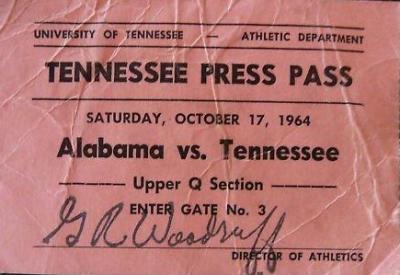 UNIVERSITY OF TENNESSEE — ATHLETIC DEPARTMENT
TENNESSEE PRESS PASS
SATURDAY, OCTOBER 17, 1964
Alabama vs. Tennessee
Upper Q Section
ENTER GATE No. 3
G R Woodruff
DIRECTOR OF ATHLETICS